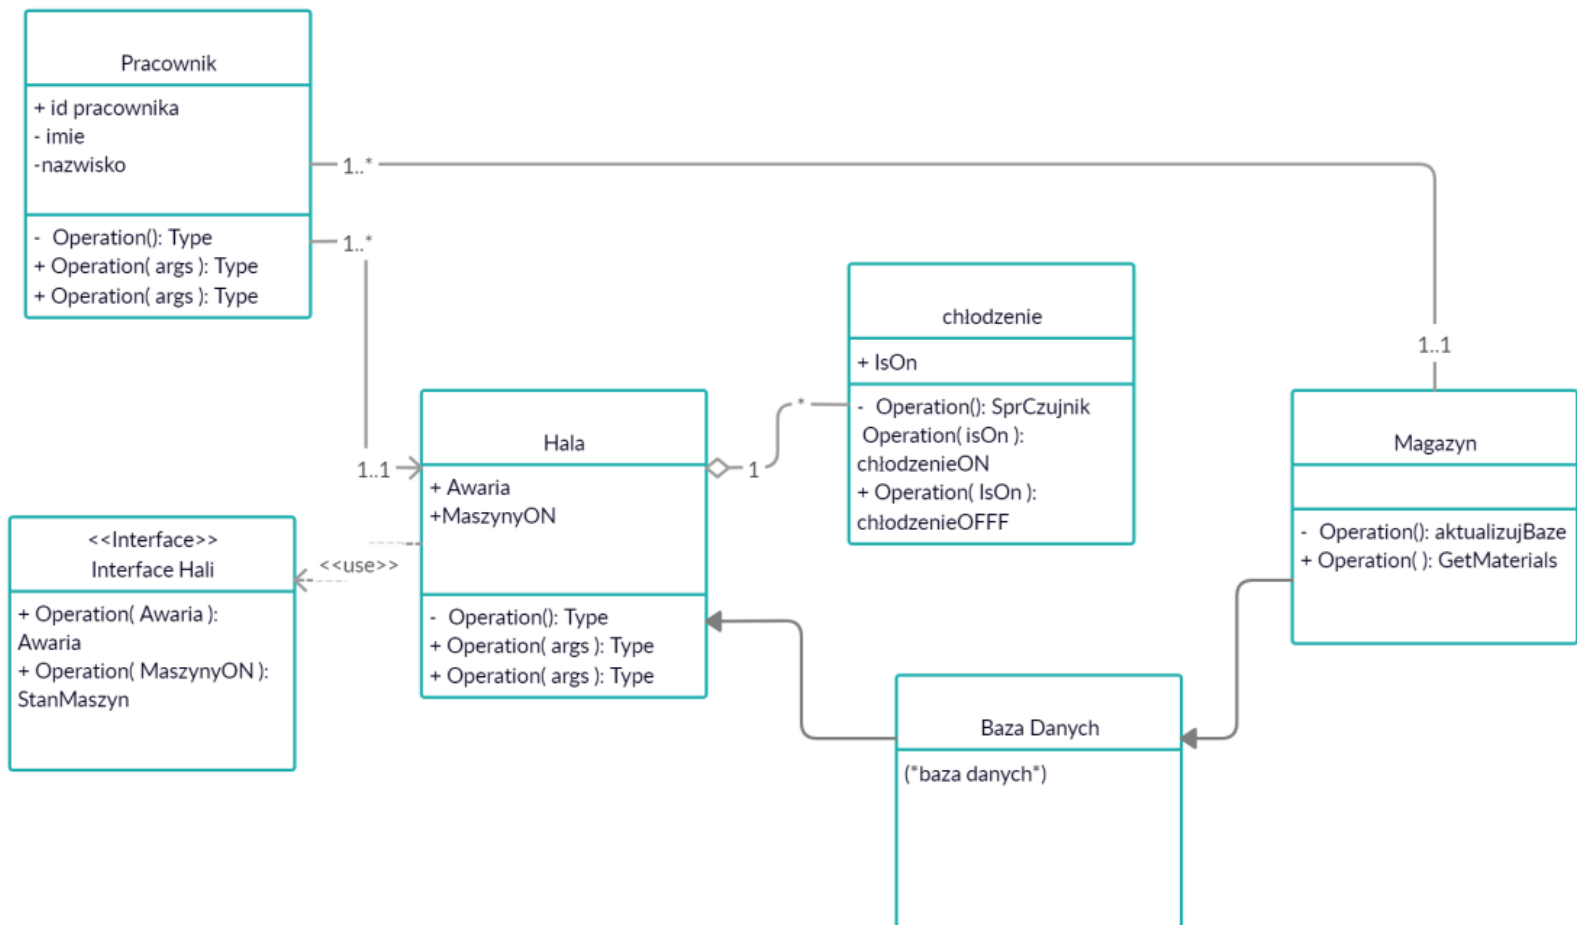 Pracownik
+ id pracownika
- imie
-nazwisko
- Operation(): Type
+ Operation( args ): Type
+ Operation( args ): Type
1..*
1..*
1..1
1..1
<<Interface>>
Interface Hali
+ Operation( Awaria ):
Awaria
+ Operation( MaszynyON ):
StanMaszyn
<<use>>
Hala
+ Awaria
+MaszynyON
- Operation(): Type
+ Operation( args ): Type
+ Operation( args ): Type
1
*
chłodzenie
+ IsOn
- Operation(): SprCzujnik
Operation( isOn ):
chłodzenieON
+ Operation( IsOn ):
chłodzenieOFFF
Magazyn
- Operation(): aktualizujBaze
+ Operation( ): GetMaterials
Baza Danych
(*baza danych*)